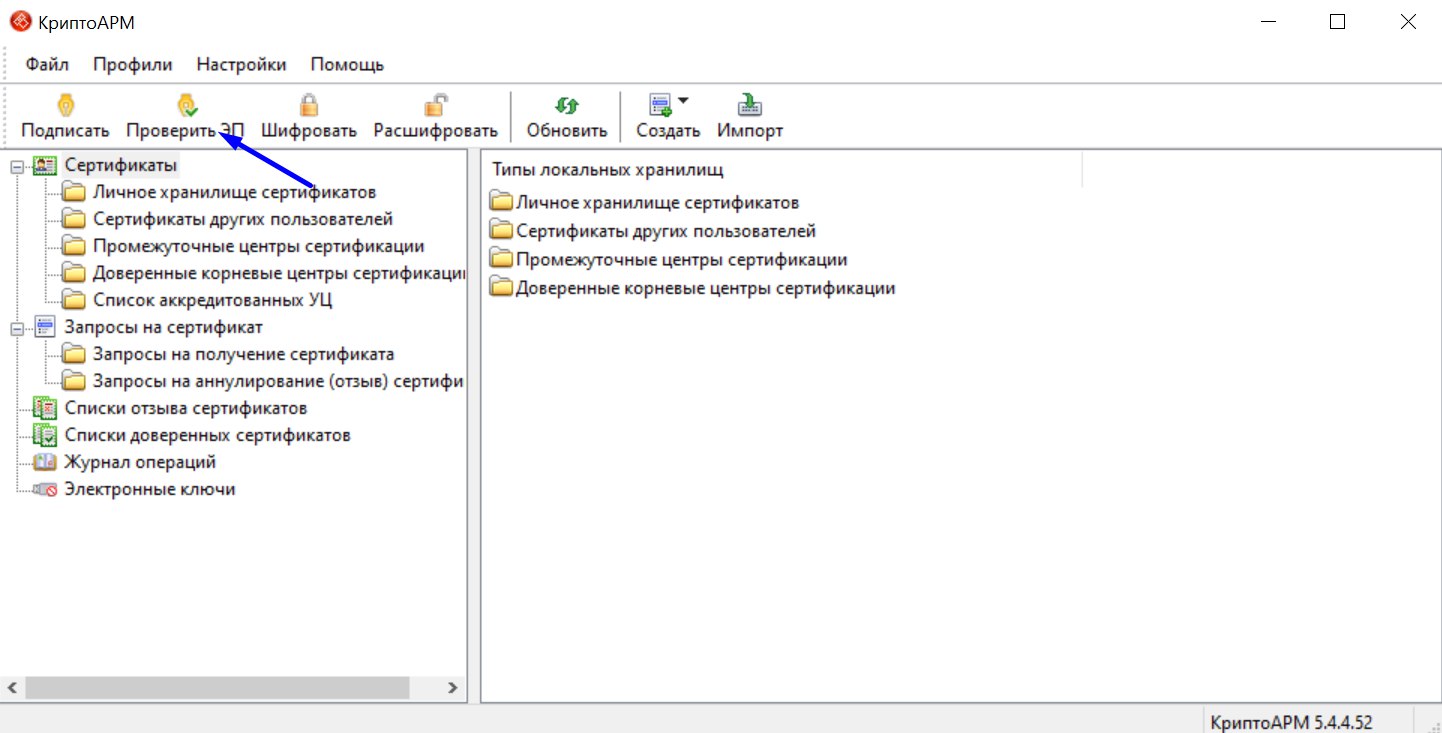 КриптоАРМ
Файл Профили Настройки Помощь
Подписать Проверить ЭП Шифровать Расшифровать Обновить Создать Импорт
Сертификаты
Личное хранилище сертификатов
Сертификаты других пользователей
Промежуточные центры сертификации
Доверенные корневые центры сертификации
Список аккредитованных УЦ
Запросы на сертификат
Запросы на получение сертификата
Запросы на аннулирование (отзыв) сертифи
Списки отзыва сертификатов
Списки доверенных сертификатов
Журнал операций
Электронные ключи
Типы локальных хранилищ
Личное хранилище сертификатов
Сертификаты других пользователей
Промежуточные центры сертификации
Доверенные корневые центры сертификации
КриптоАРМ 5.4.4.52